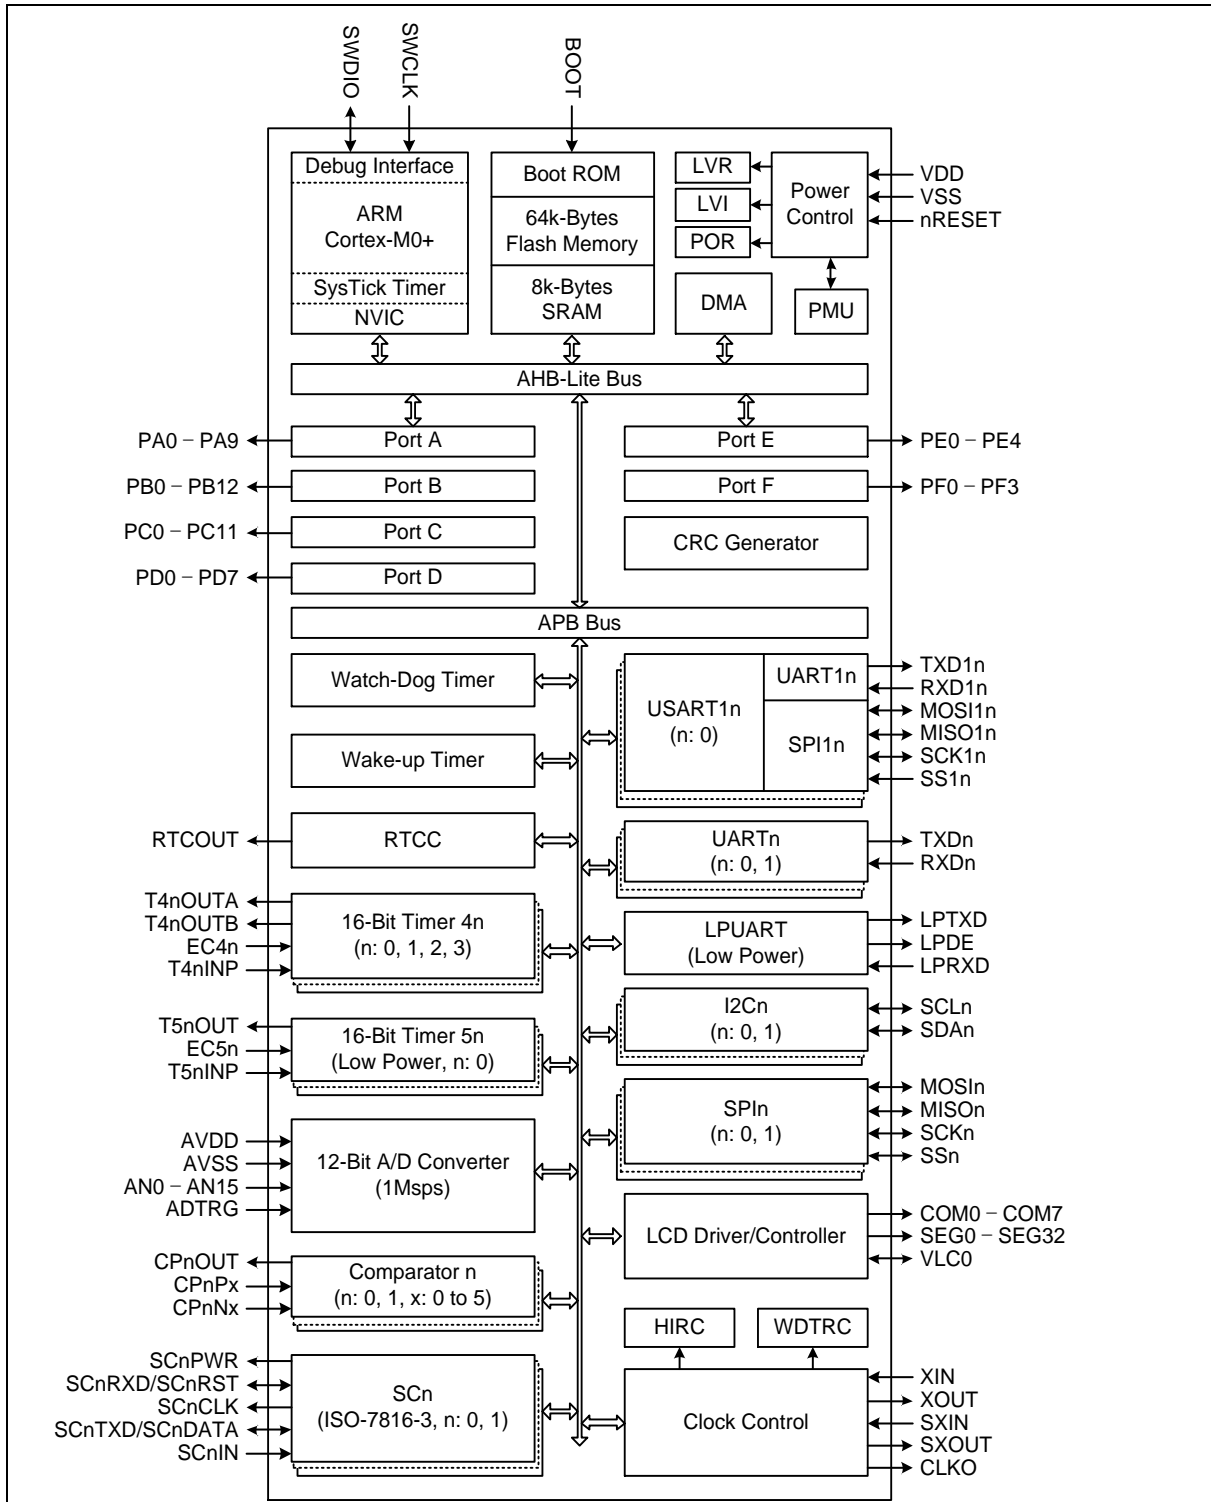 SWDIO
SWCLK
BOOT
Debug Interface
ARM
Cortex-M0+
SysTick Timer
NVIC
Boot ROM
64k-Bytes
Flash Memory
8k-Bytes
SRAM
LVR
LVI
POR
Power
Control
VDD
VSS
nRESET
DMA
PMU
AHB-Lite Bus
PA0 – PA9
Port A
Port E
PE0 – PE4
PB0 – PB12
Port B
Port F
PF0 – PF3
PC0 – PC11
Port C
CRC Generator
PD0 – PD7
Port D
APB Bus
Watch-Dog Timer
USART1n
(n: 0)
UART1n
SPI1n
TXD1n
RXD1n
MOSI1n
MISO1n
SCK1n
SS1n
Wake-up Timer
RTCOUT
RTCC
UARTn
(n: 0, 1)
TXDn
RXDn
T4nOUTA
T4nOUTB
EC4n
T4nINP
16-Bit Timer 4n
(n: 0, 1, 2, 3)
LPUART
(Low Power)
LPTXD
LPDE
LPRXD
T5nOUT
EC5n
T5nINP
16-Bit Timer 5n
(Low Power, n: 0)
I2Cn
(n: 0, 1)
SCLn
SDAn
SPIn
(n: 0, 1)
MOSIn
MISOn
SCKn
SSn
AVDD
AVSS
AN0 – AN15
ADTRG
12-Bit A/D Converter
(1Msps)
LCD Driver/Controller
COM0 – COM7
SEG0 – SEG32
VLC0
CPnOUT
CPnPx
CPnNx
Comparator n
(n: 0, 1, x: 0 to 5)
HIRC
WDTRC
SCnPWR
SCnRXD/SCnRST
SCnCLK
SCnTXD/SCnDATA
SCnIN
SCn
(ISO-7816-3, n: 0, 1)
Clock Control
XIN
XOUT
SXIN
SXOUT
CLKO